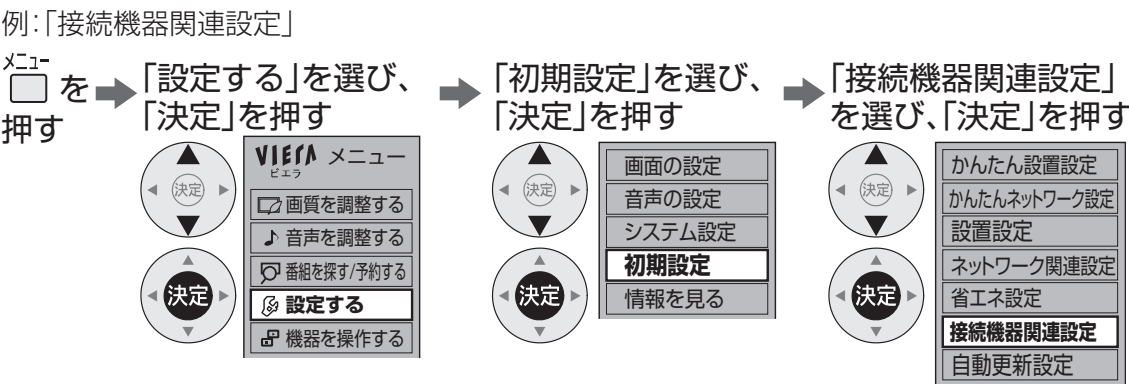 例：「接続機器関連設定」
メニュー
を
押す
「設定する」を選び、
「決定」を押す
決定
決定
VIERA メニュー
ビエラ
画質を調整する
音声を調整する
番組を探す/予約する
設定する
機器を操作する
「初期設定」を選び、
「決定」を押す
決定
決定
画面の設定
音声の設定
システム設定
初期設定
情報を見る
「接続機器関連設定」
を選び、「決定」を押す
決定
決定
かんたん設置設定
かんたんネットワーク設定
設置設定
ネットワーク関連設定
省エネ設定
接続機器関連設定
自動更新設定